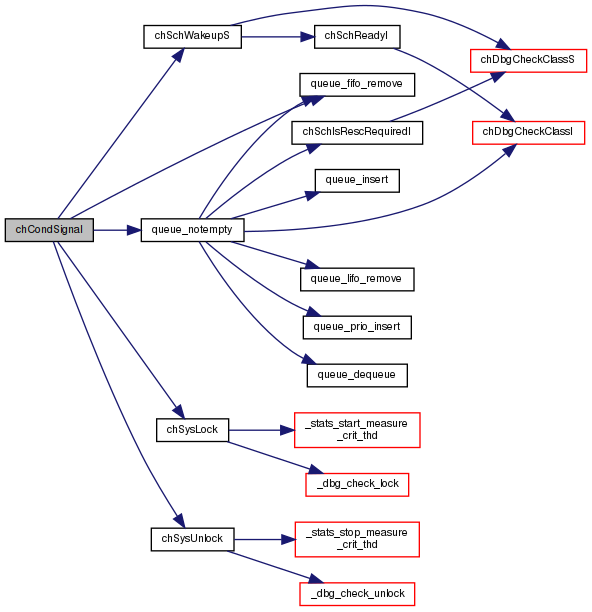 chSchWakeupS
chSchReadyI
chDbgCheckClassS
queue_fifo_remove
chSchIsRescRequiredI
chDbgCheckClassI
queue_insert
chCondSignal
queue_notempty
queue_lifo_remove
queue_prio_insert
queue_dequeue
chSysLock
_stats_start_measure
_crit_thd
_dbg_check_lock
chSysUnlock
_stats_stop_measure
_crit_thd
_dbg_check_unlock